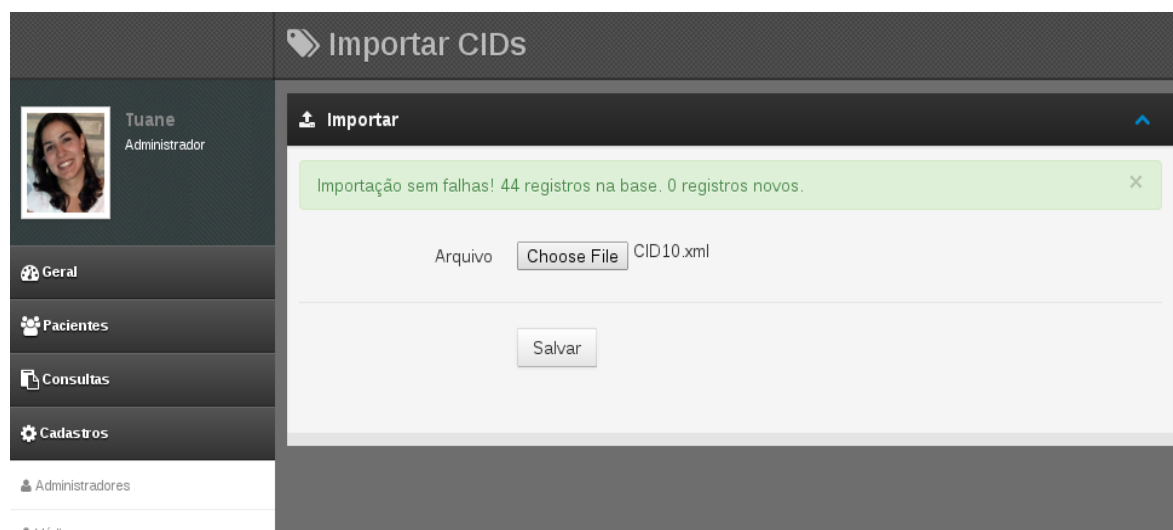 Importar CIDs
Tuane
Administrador
Importar
Importação sem falhas! 44 registros na base. 0 registros novos.
×
Arquivo
Choose File
CID10.xml
Salvar
Geral
Pacientes
Consultas
Cadastros
Administradores